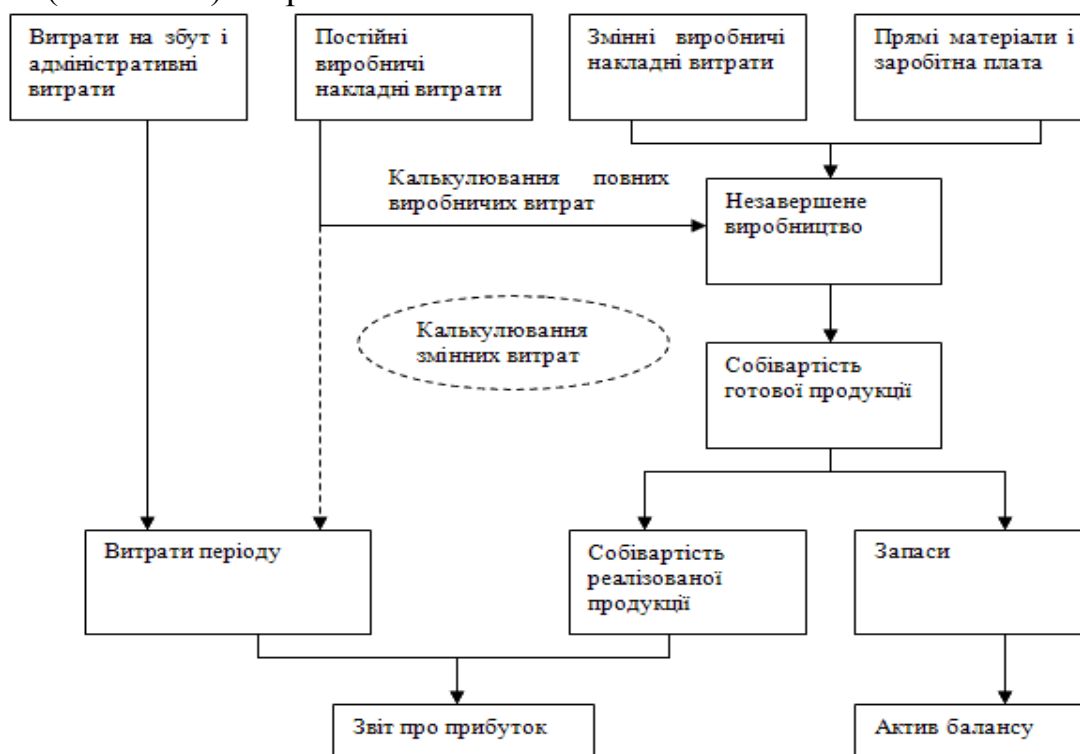 Витрати на збут і
адміністративні
витрати
Постійні
виробничі
накладні витрати
Змінні виробничі
накладні витрати
Прямі матеріали і
заробітна плата
Калькулювання повних
виробничих витрат
Незавершене
виробництво
Калькулювання
змінних витрат
Собівартість
готової продукції
Витрати періоду
Собівартість
реалізованої
продукції
Запаси
Звіт про прибуток
Актив балансу